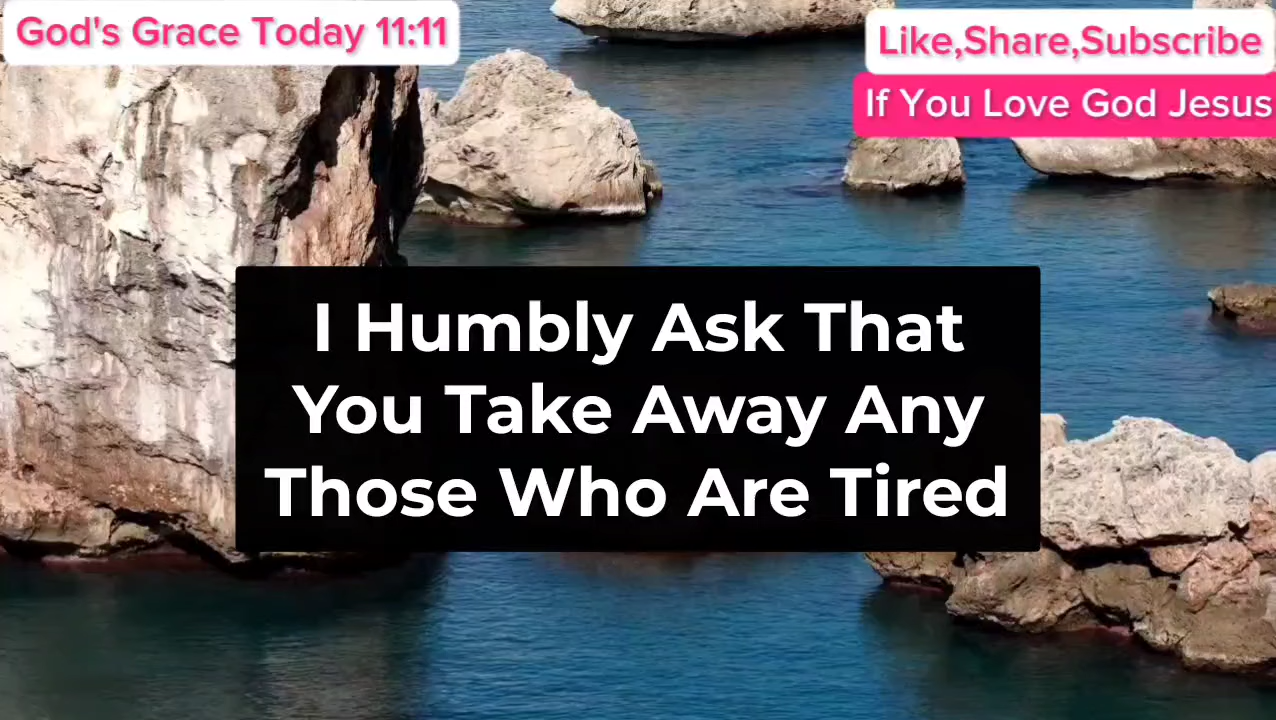 God's Grace Today 11:11
Like,Share,Subscribe
If You Love God Jesus
I Humbly Ask That
You Take Away Any
Those Who Are Tired